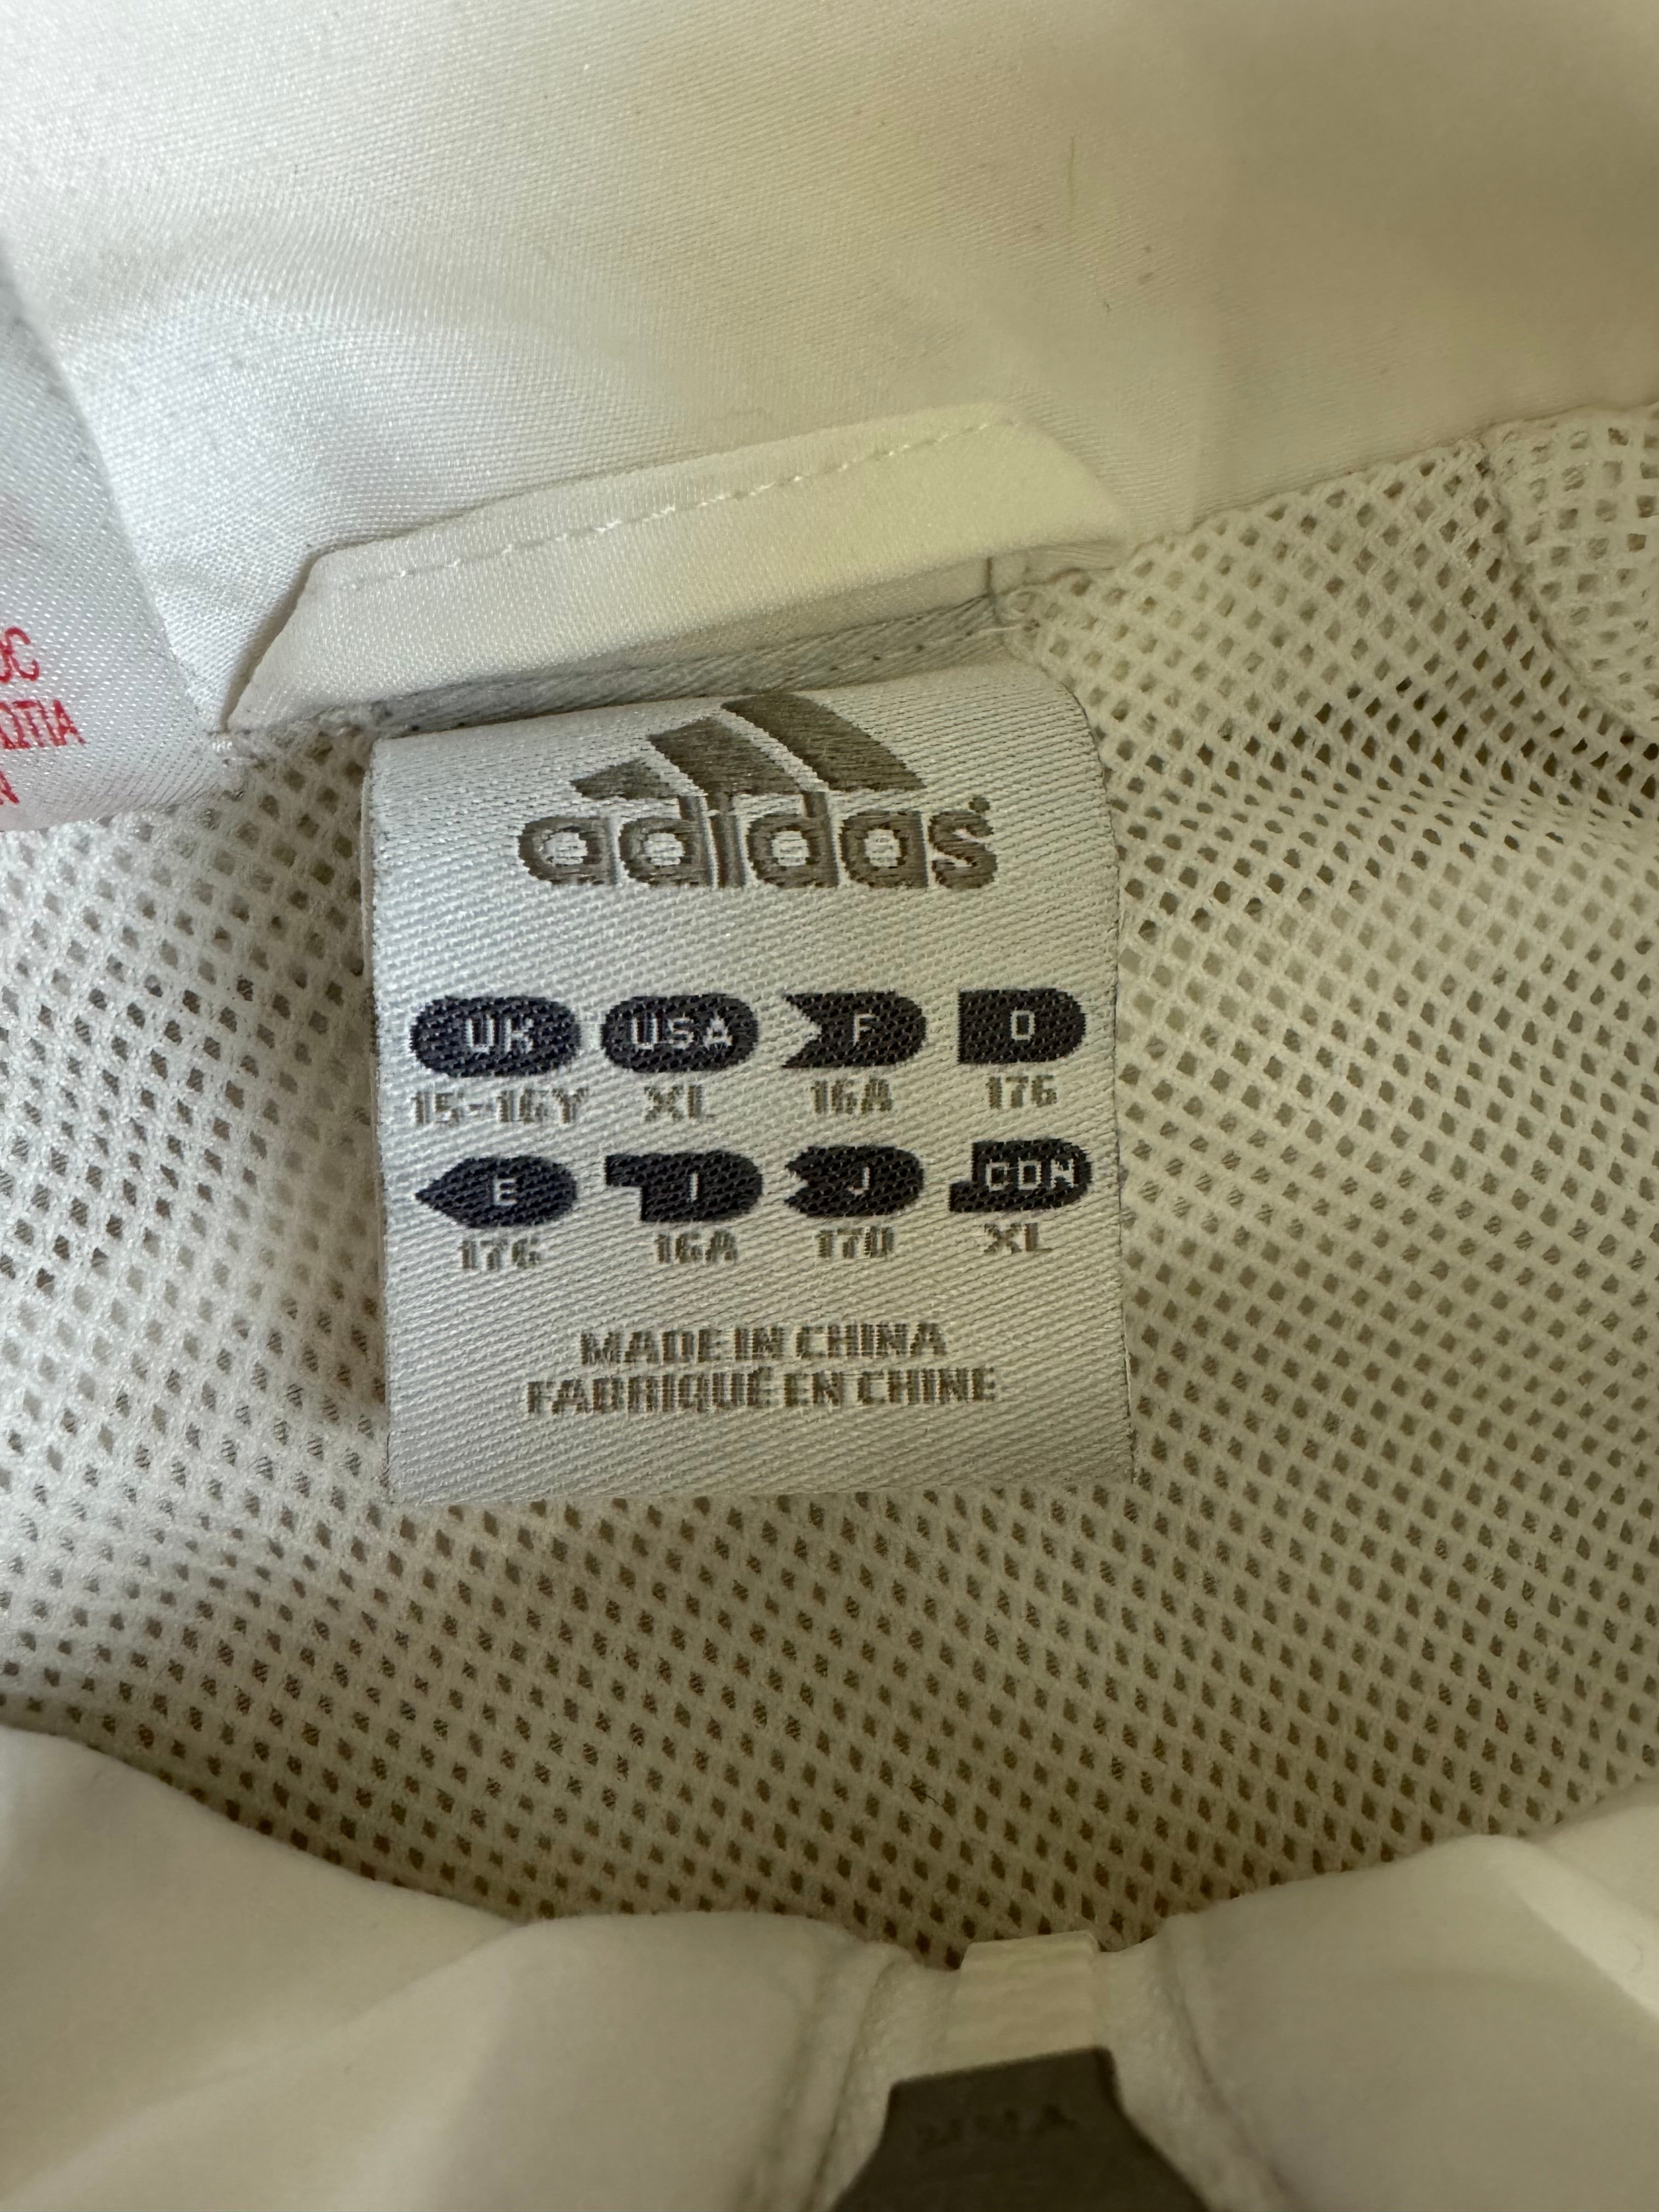 ΩΤΙΑ
adidas
UK USA F D
15-16Y XL 16A 176
E I J CDN
176 16A 170 XL
MADE IN CHINA
FABRIQUÉ EN CHINE